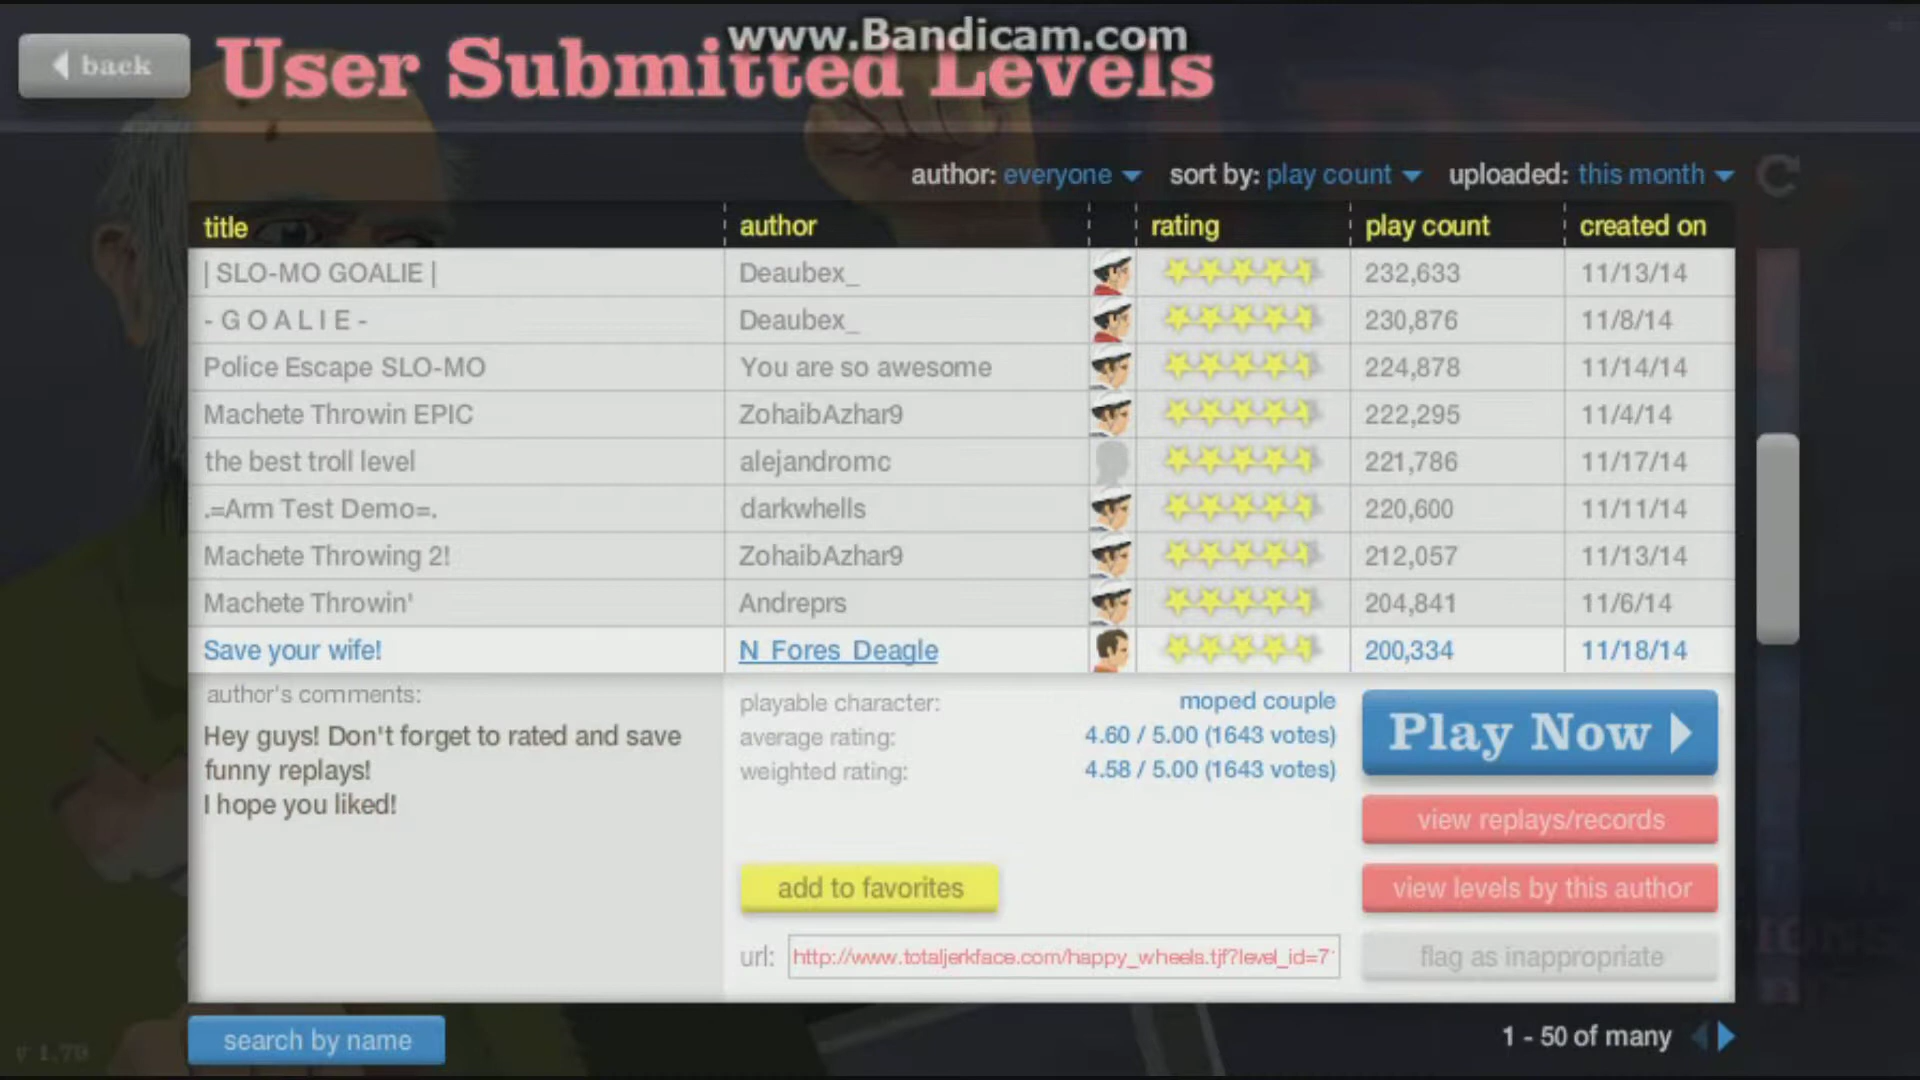 www.Bandicam.com
back
User Submitted Levels
author: everyone sort by: play count uploaded: this month
title author rating play count created on
| SLO-MO GOALIE | Deaubex_ 232,633 11/13/14
- G O A L I E - Deaubex_ 230,876 11/8/14
Police Escape SLO-MO You are so awesome 224,878 11/14/14
Machete Throwin EPIC ZohaibAzhar9 222,295 11/4/14
the best troll level alejandromc 221,786 11/17/14
.=Arm Test Demo=. darkwhells 220,600 11/11/14
Machete Throwing 2! ZohaibAzhar9 212,057 11/13/14
Machete Throwin' Andreprs 204,841 11/6/14
Save your wife! N_Fores_Deagle 200,334 11/18/14
author's comments:
Hey guys! Don't forget to rated and save
funny replays!
I hope you liked!
playable character: moped couple
average rating: 4.60 / 5.00 (1643 votes)
weighted rating: 4.58 / 5.00 (1643 votes)
Play Now
view replays/records
add to favorites
view levels by this author
url: http://www.totaljerkface.com/happy_wheels.tjf?level_id=7
flag as inappropriate
search by name
1 - 50 of many
v 1.79